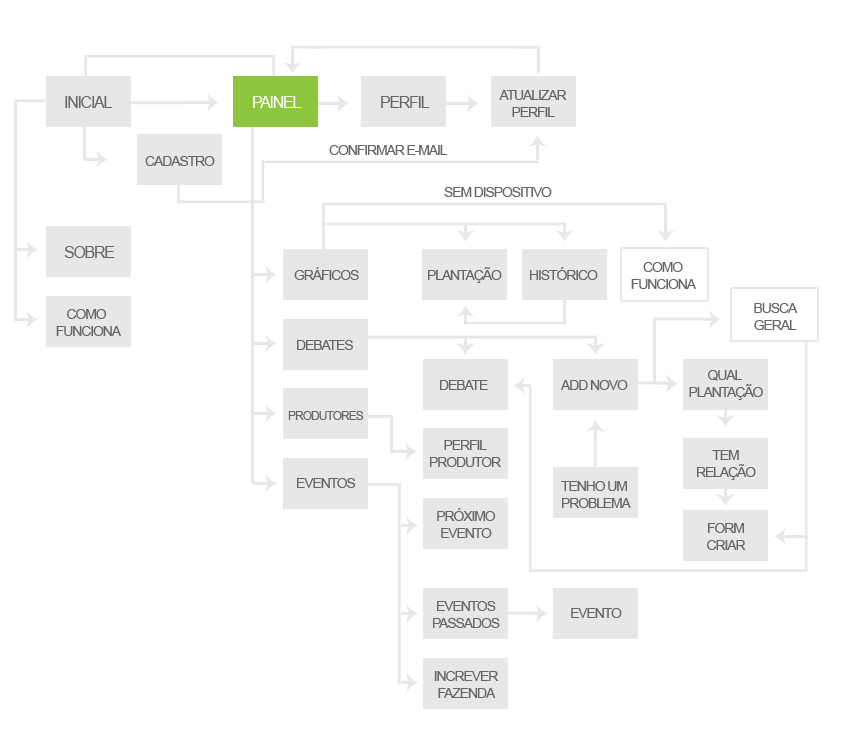 INICIAL
PAINEL
PERFIL
ATUALIZAR
PERFIL
CADASTRO
CONFIRMAR E-MAIL
SEM DISPOSITIVO
SOBRE
GRÁFICOS
PLANTAÇÃO
HISTÓRICO
COMO
FUNCIONA
COMO
FUNCIONA
BUSCA
GERAL
DEBATES
DEBATE
ADD NOVO
QUAL
PLANTAÇÃO
PRODUTORES
PERFIL
PRODUTOR
TEM
RELAÇÃO
EVENTOS
TENHO UM
PROBLEMA
PRÓXIMO
EVENTO
FORM
CRIAR
EVENTOS
PASSADOS
EVENTO
INCREVER
FAZENDA